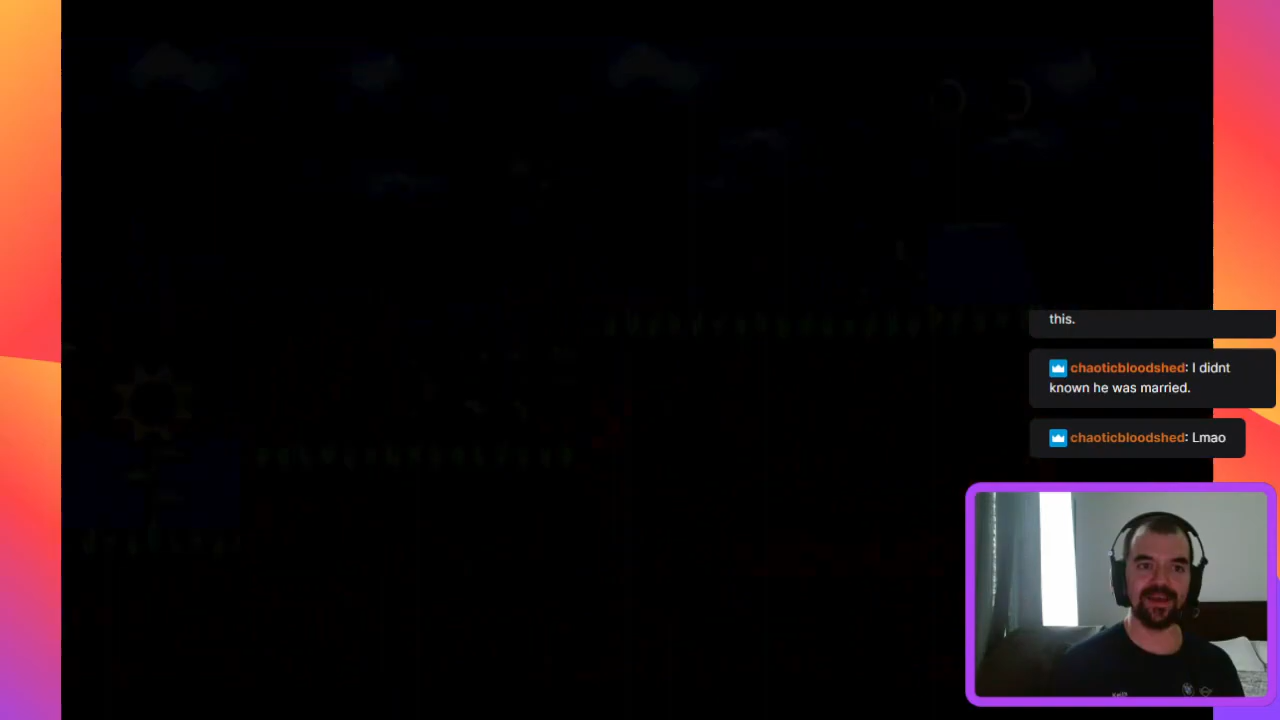 this.
chaoticbloodshed: I didnt
known he was married.
chaoticbloodshed: Lmao